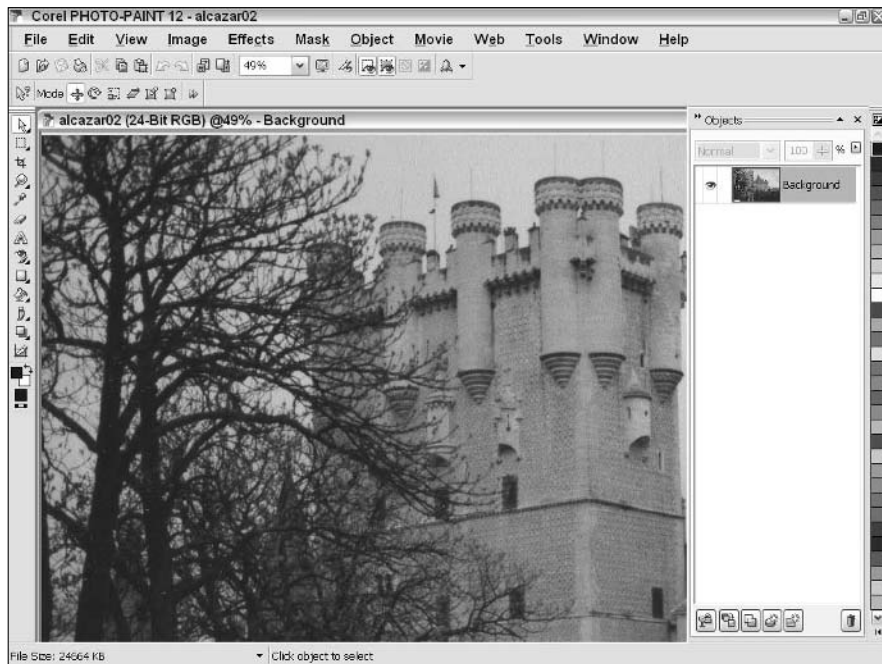 Corel PHOTO-PAINT 12 - alcazar02
File Edit View Image Effects Mask Object Movie Web Tools Window Help
49%
Mode
alcazar02 (24-Bit RGB) @49% - Background
Objects
Normal 100 %
Background
File Size: 24664 KB Click object to select